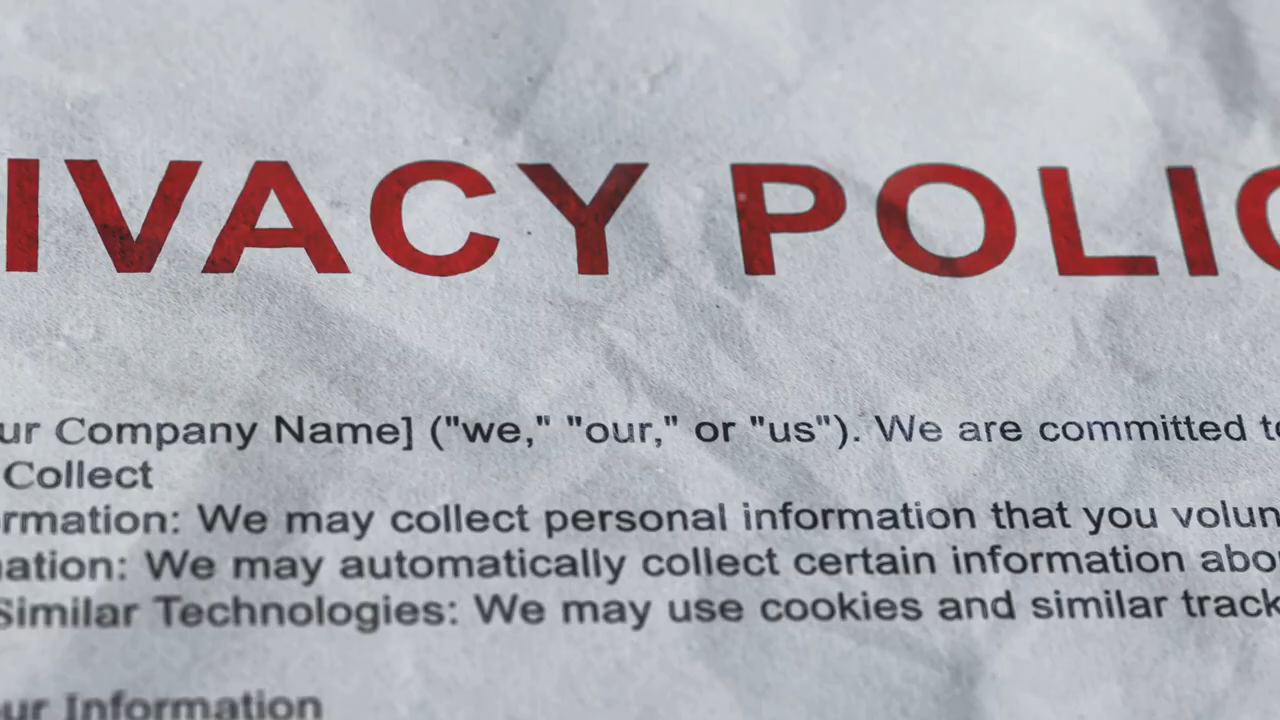 IVACY POLIC
ur Company Name] ("we," "our," or "us"). We are committed to
Collect
rmation: We may collect personal information that you volun
ation: We may automatically collect certain information abo
Similar Technologies: We may use cookies and similar track
ur Information